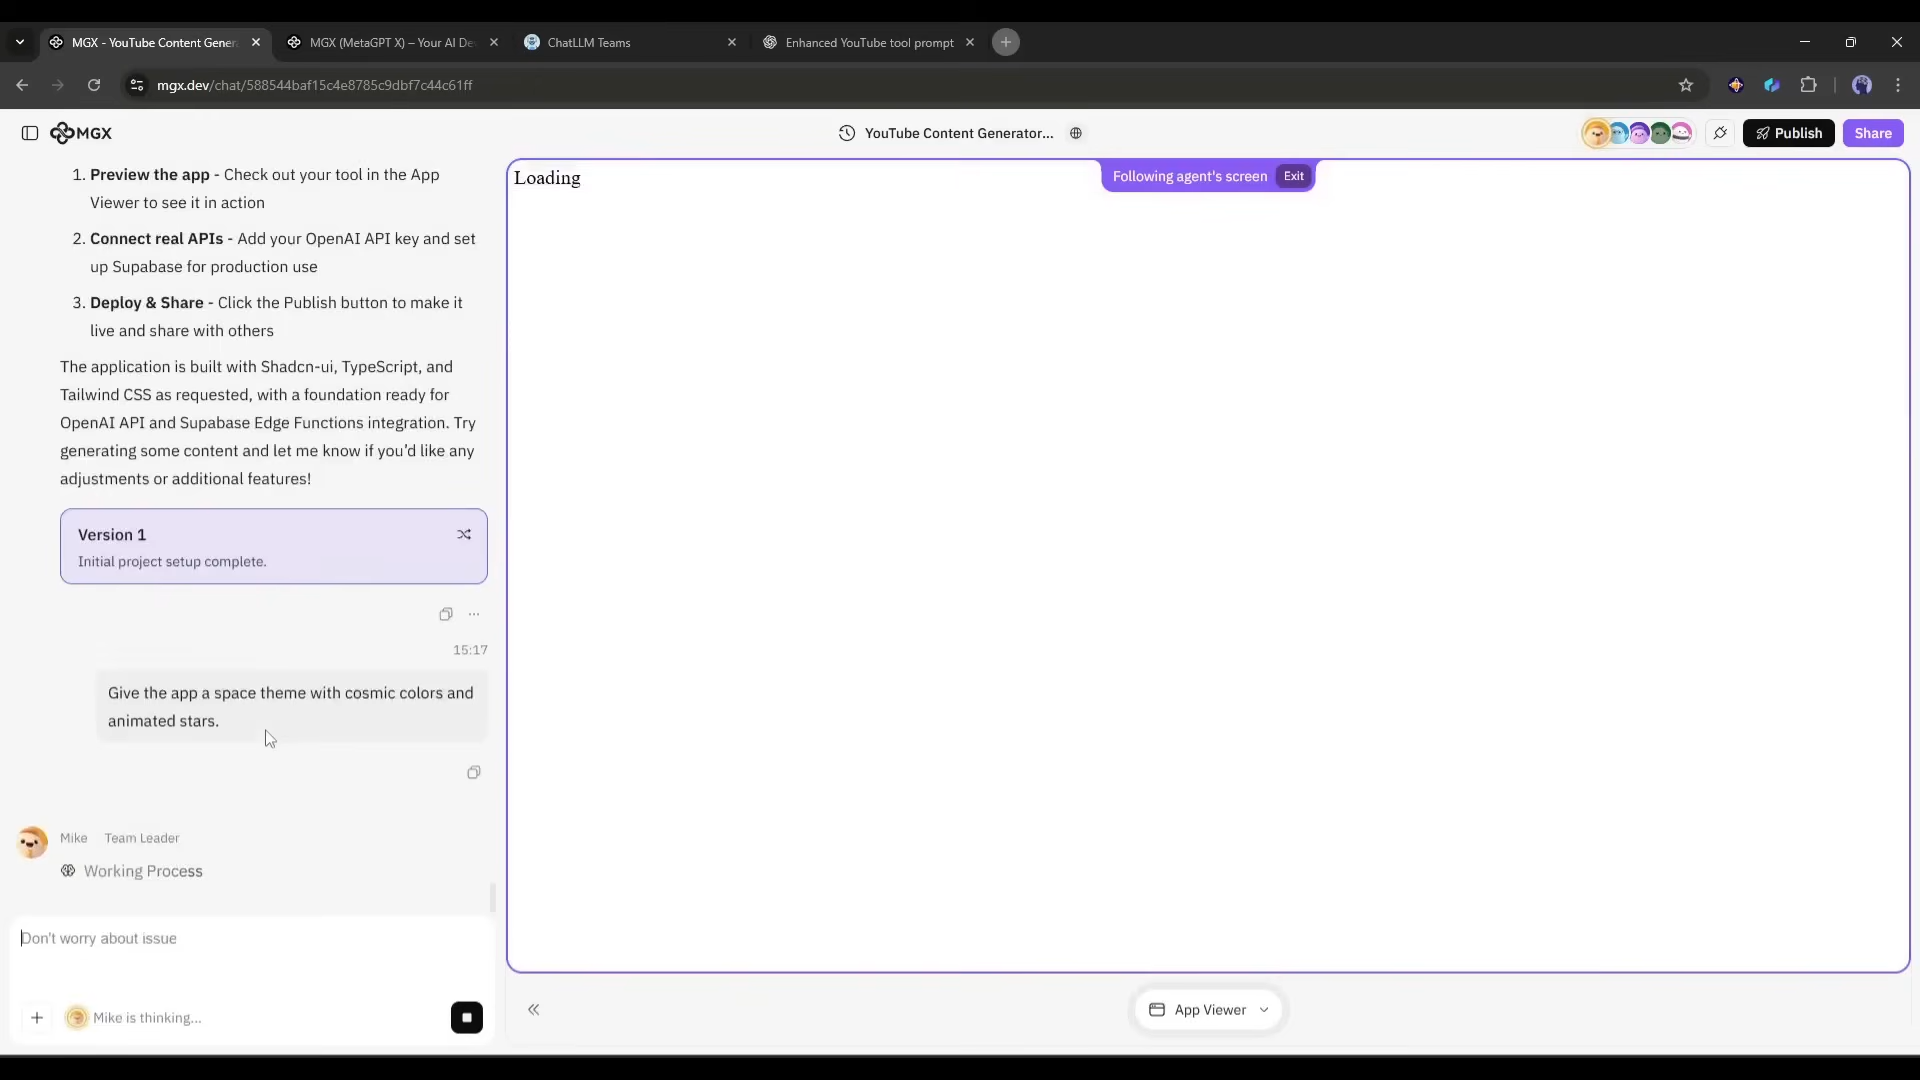 MGX - YouTube Content Gener
MGX (MetaGPT X) – Your AI De
ChatLLM Teams
Enhanced YouTube tool prompt
mgx.dev/chat/588544baf15c4e8785c9dbf7c44c61ff
MGX
YouTube Content Generator...
Publish
Share
1. Preview the app - Check out your tool in the App
Viewer to see it in action
2. Connect real APIs - Add your OpenAI API key and set
up Supabase for production use
3. Deploy & Share - Click the Publish button to make it
live and share with others
The application is built with Shadcn-ui, TypeScript, and
Tailwind CSS as requested, with a foundation ready for
OpenAI API and Supabase Edge Functions integration. Try
generating some content and let me know if you'd like any
adjustments or additional features!
Version 1
Initial project setup complete.
15:17
Give the app a space theme with cosmic colors and
animated stars.
Mike Team Leader
Working Process
Don't worry about issue
Mike is thinking...
Loading
Following agent's screen Exit
App Viewer